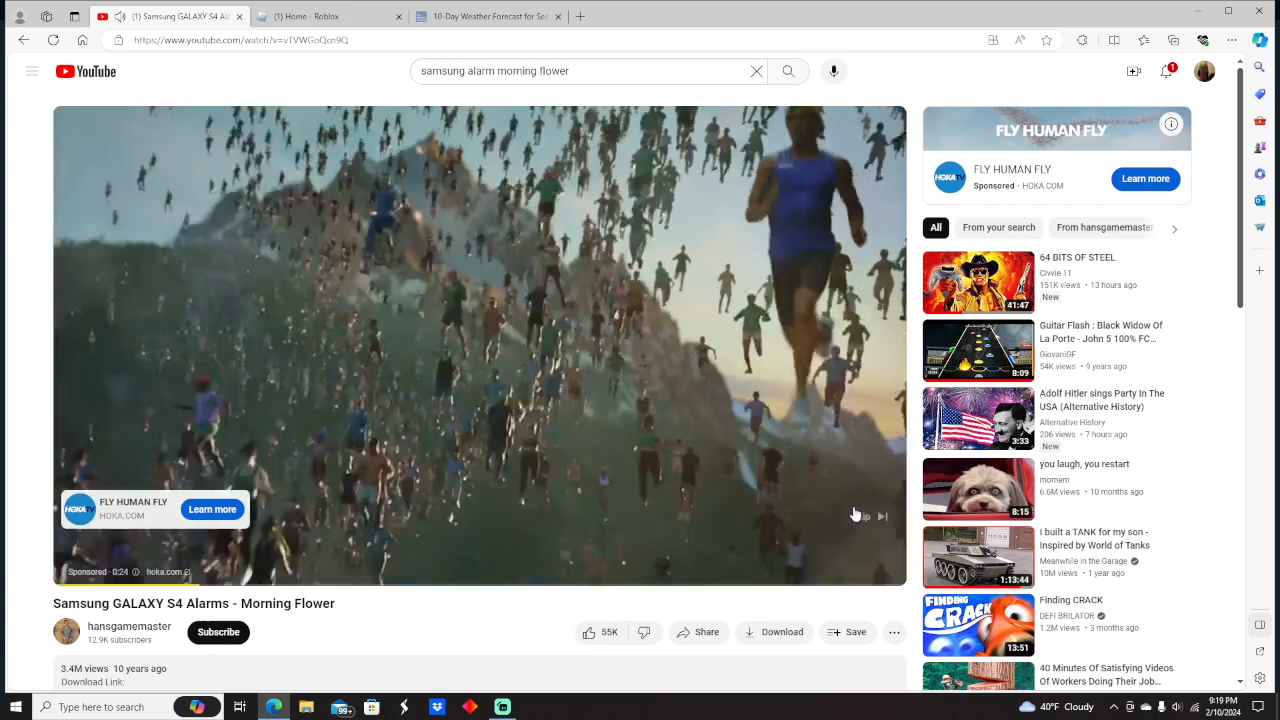 (1) Samsung GALAXY S4 Ala
(1) Home - Roblox
10-Day Weather Forecast for Se
https://www.youtube.com/watch?v=vTVWGoQcn9Q
YouTube
samsung alarm morning flower
1
FLY HUMAN FLY
HOKA TV
FLY HUMAN FLY
Sponsored • HOKA.COM
Learn more
All
From your search
From hansgamemaster
64 BITS OF STEEL
Civvie 11
151K views • 13 hours ago
New
41:47
Guitar Flash : Black Widow Of
La Porte - John 5 100% FC...
GiovaniGF
54K views • 9 years ago
8:09
Adolf Hitler sings Party In The
USA (Alternative History)
Alternative History
206 views • 7 hours ago
New
3:33
you laugh, you restart
momem
6.6M views • 10 months ago
8:15
I built a TANK for my son -
Inspired by World of Tanks
Meanwhile in the Garage
10M views • 1 year ago
1:13:44
Finding CRACK
DEFI BRILATOR
1.2M views • 3 months ago
FINDING
CRACK
13:51
40 Minutes Of Satisfying Videos
Of Workers Doing Their Job...
HOKA TV
FLY HUMAN FLY
HOKA.COM
Learn more
Sponsored · 0:24
hoka.com
Samsung GALAXY S4 Alarms - Morning Flower
hansgamemaster
12.9K subscribers
Subscribe
55K
Share
Download
Save
3.4M views 10 years ago
Download Link:
Type here to search
99+
40°F Cloudy
9:19 PM
2/10/2024